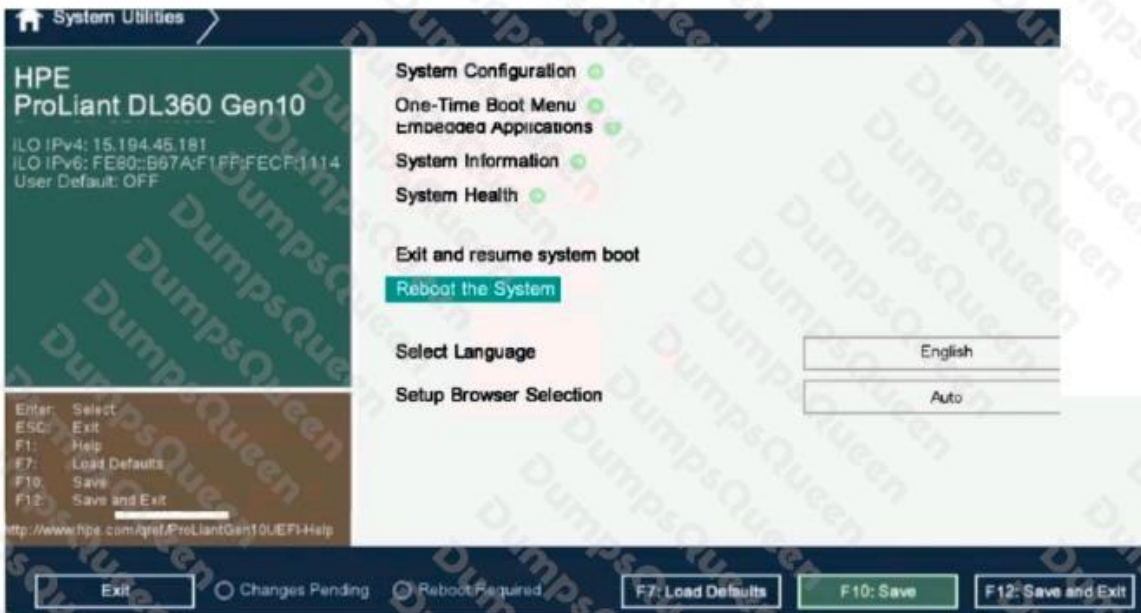 System Utilities
HPE
ProLiant DL360 Gen10
iLO IPv4: 15.194.45.181
iLO IPv6: FE80::B67A:F1FF:FECF:1114
User Default: OFF
System Configuration
One-Time Boot Menu
Embedded Applications
System Information
System Health
Exit and resume system boot
Reboot the System
Select Language English
Setup Browser Selection Auto
Enter: Select
ESC: Exit
F1: Help
F7: Load Defaults
F10: Save
F12: Save and Exit
http://www.hpe.com/qref/ProLiantGen10UEFI-Help
Exit Changes Pending Reboot Required F7: Load Defaults F10: Save F12: Save and Exit
DumpsQueen